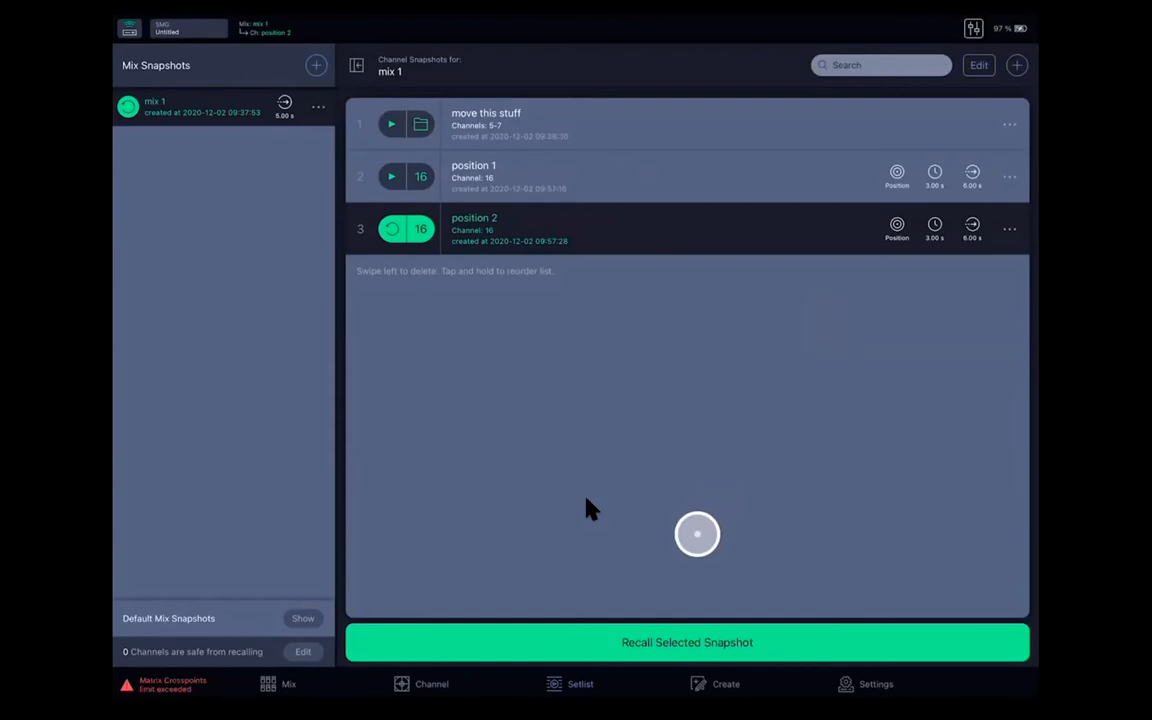 SMG
Untitled
Mix: mix 1
Ch: position 2
97 %
Mix Snapshots
Channel Snapshots for:
mix 1
Search
Edit
mix 1
created at 2020-12-02 09:37:53
5.00 s
1
move this stuff
Channels: 5-7
created at 2020-12-02 09:38:30
2
16
position 1
Channel: 16
created at 2020-12-02 09:57:16
Position
3.00 s
6.00 s
3
16
position 2
Channel: 16
created at 2020-12-02 09:57:28
Position
3.00 s
6.00 s
Swipe left to delete. Tap and hold to reorder list.
Default Mix Snapshots
Show
0 Channels are safe from recalling
Edit
Recall Selected Snapshot
Matrix Crosspoints
limit exceeded
Mix
Channel
Setlist
Create
Settings